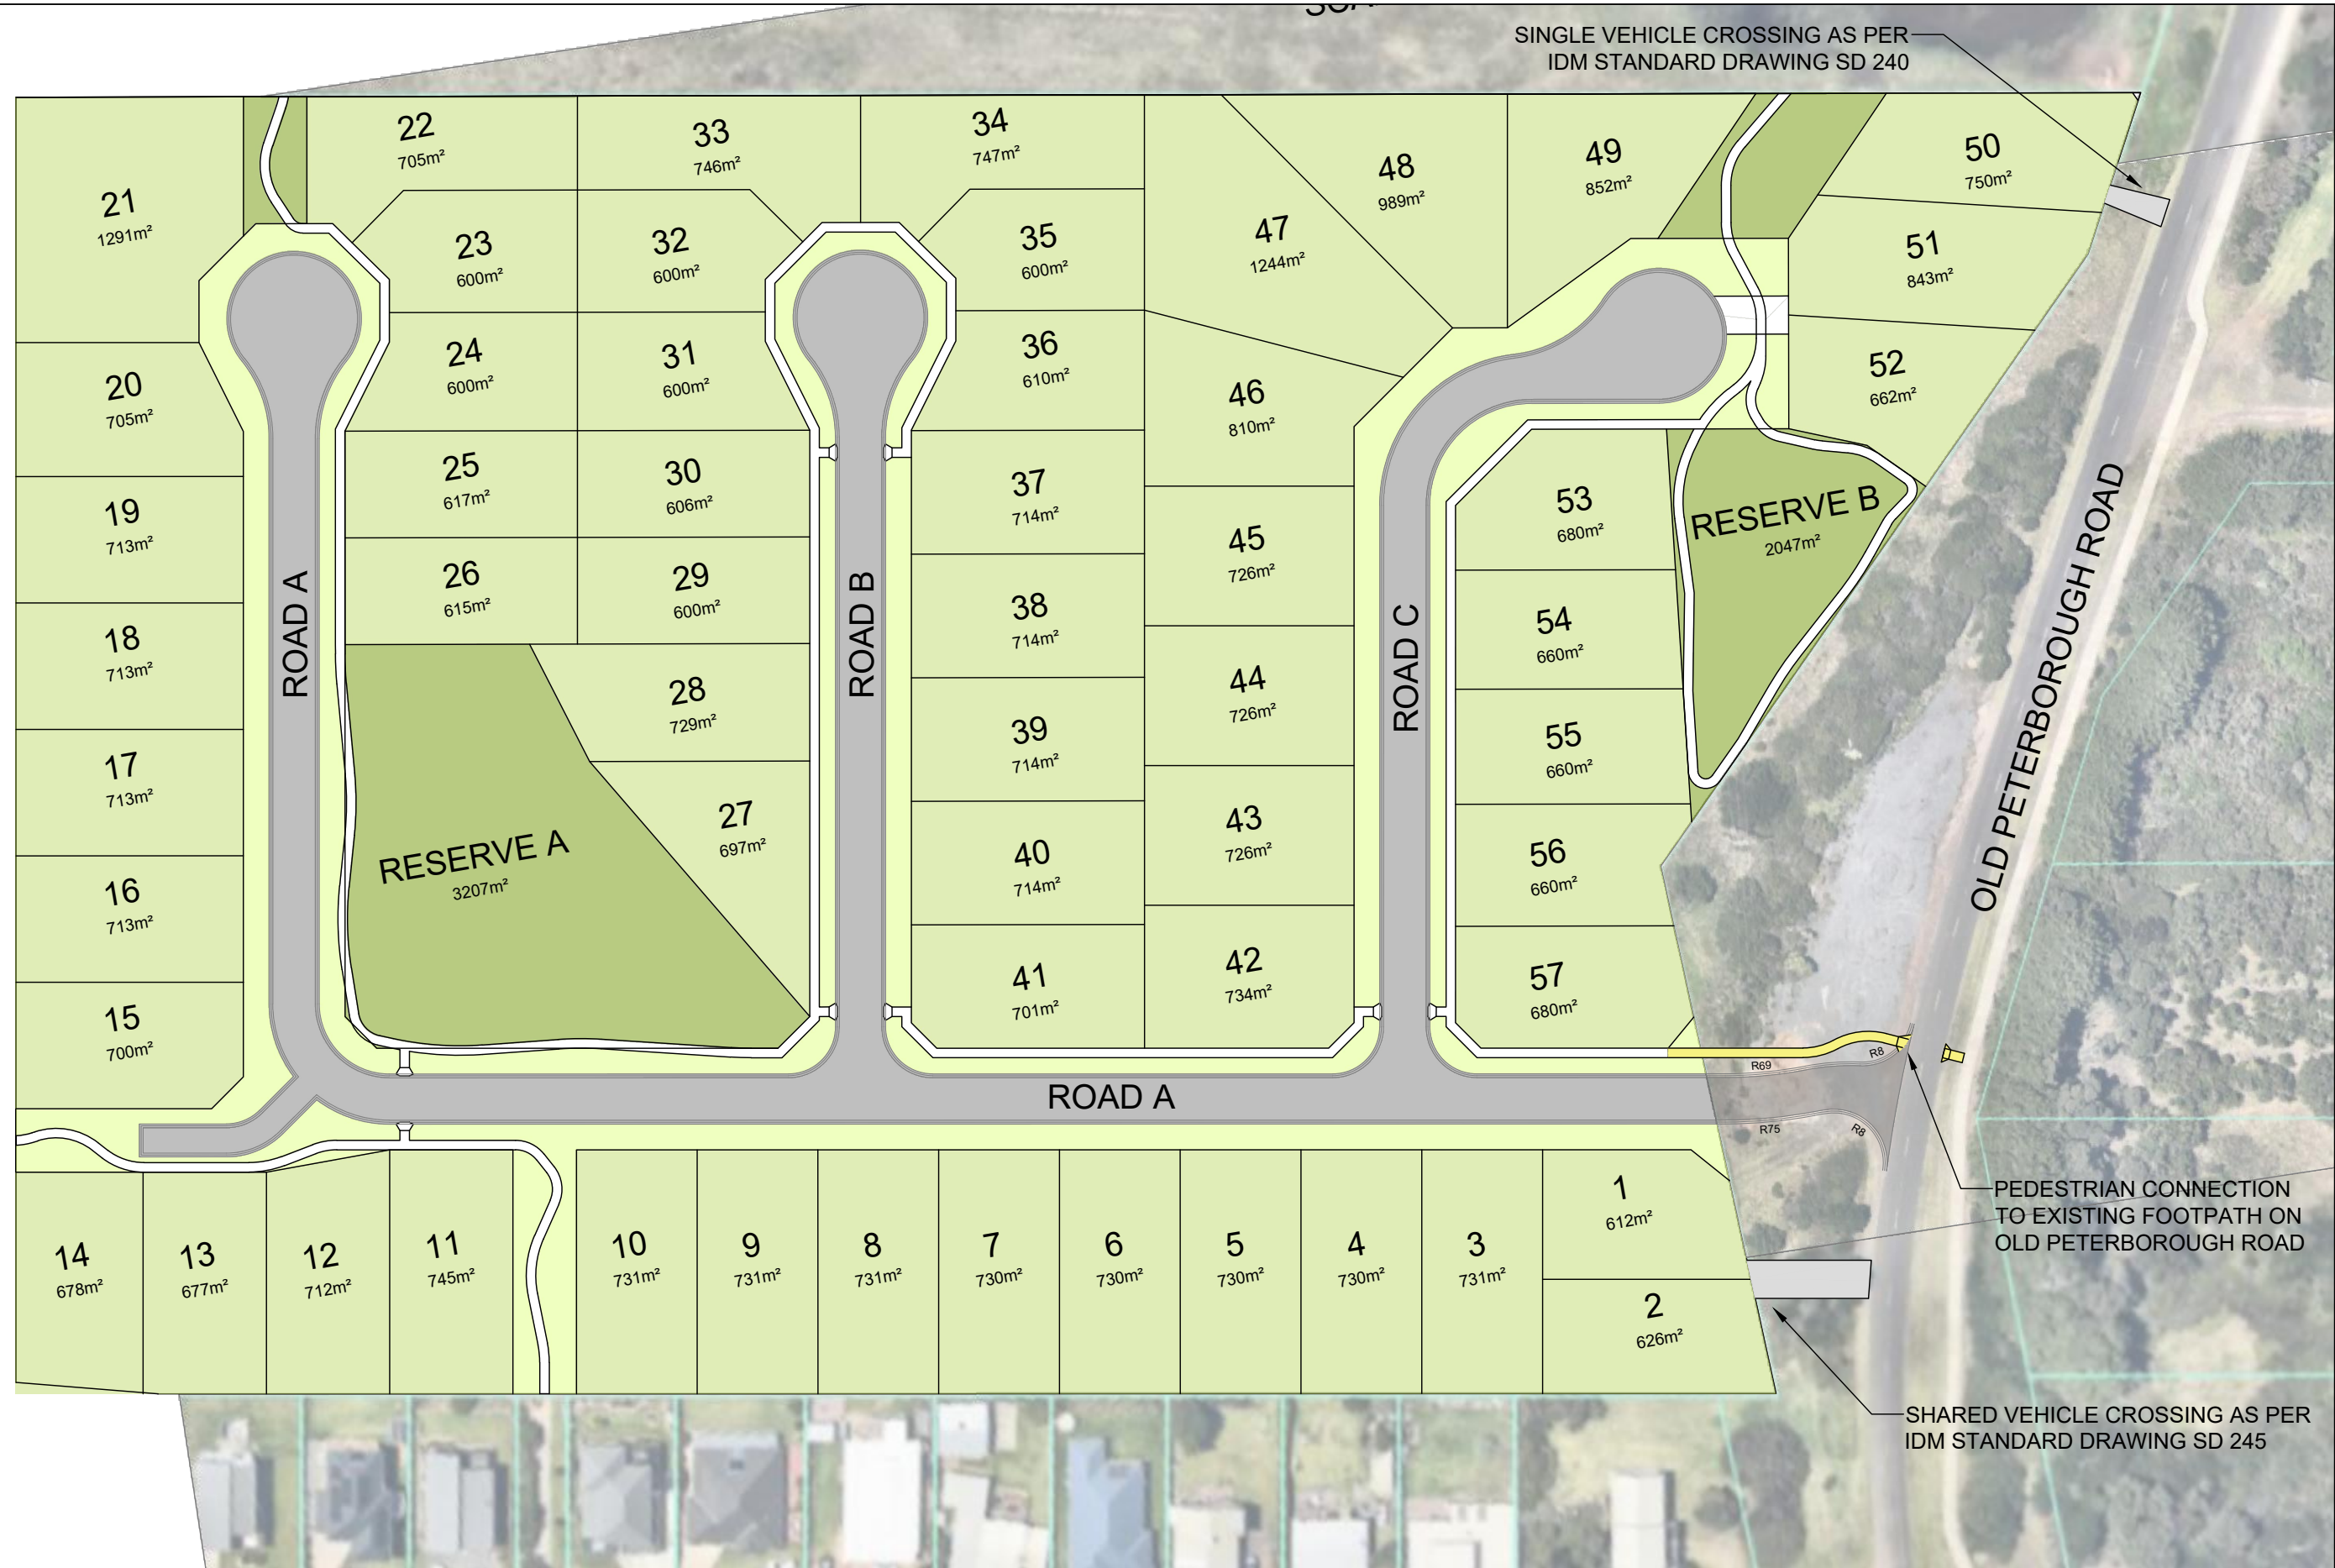 SINGLE VEHICLE CROSSING AS PER
IDM STANDARD DRAWING SD 240
22
705m²
33
746m²
34
747m²
21
1291m²
48
989m²
49
852m²
50
750m²
23
600m²
32
600m²
35
600m²
47
1244m²
51
843m²
24
600m²
31
600m²
36
610m²
20
705m²
46
810m²
52
662m²
25
617m²
30
606m²
37
714m²
19
713m²
45
726m²
53
680m²
RESERVE B
2047m²
26
615m²
29
600m²
38
714m²
18
713m²
54
660m²
ROAD A
ROAD B
ROAD C
OLD PETERBOROUGH ROAD
28
729m²
44
726m²
39
714m²
17
713m²
55
660m²
27
697m²
43
726m²
RESERVE A
3207m²
40
714m²
56
660m²
16
713m²
42
734m²
41
701m²
57
680m²
15
700m²
R69
R8
ROAD A
R75
R8
PEDESTRIAN CONNECTION
TO EXISTING FOOTPATH ON
OLD PETERBOROUGH ROAD
1
612m²
14
678m²
13
677m²
12
712m²
11
745m²
10
731m²
9
731m²
8
731m²
7
730m²
6
730m²
5
730m²
4
730m²
3
731m²
2
626m²
SHARED VEHICLE CROSSING AS PER
IDM STANDARD DRAWING SD 245